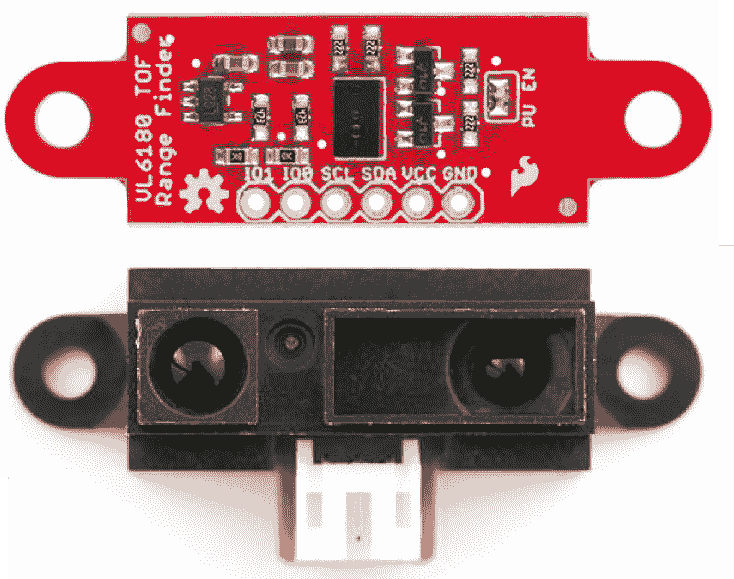 VL6180 TOF
Range Finder
PU EN
IO1 IO0 SCL SDA VCC GND